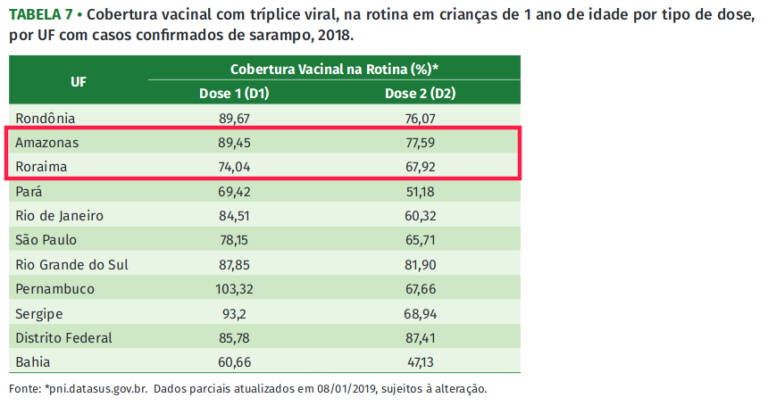 TABELA 7 • Cobertura vacinal com tríplice viral, na rotina em crianças de 1 ano de idade por tipo de dose,
por UF com casos confirmados de sarampo, 2018.
UF Cobertura Vacinal na Rotina (%)*
Dose 1 (D1) Dose 2 (D2)
Rondônia 89,67 76,07
Amazonas 89,45 77,59
Roraima 74,04 67,92
Pará 69,42 51,18
Rio de Janeiro 84,51 60,32
São Paulo 78,15 65,71
Rio Grande do Sul 87,85 81,90
Pernambuco 103,32 67,66
Sergipe 93,2 68,94
Distrito Federal 85,78 87,41
Bahia 60,66 47,13
Fonte: *pni.datasus.gov.br. Dados parciais atualizados em 08/01/2019, sujeitos à alteração.